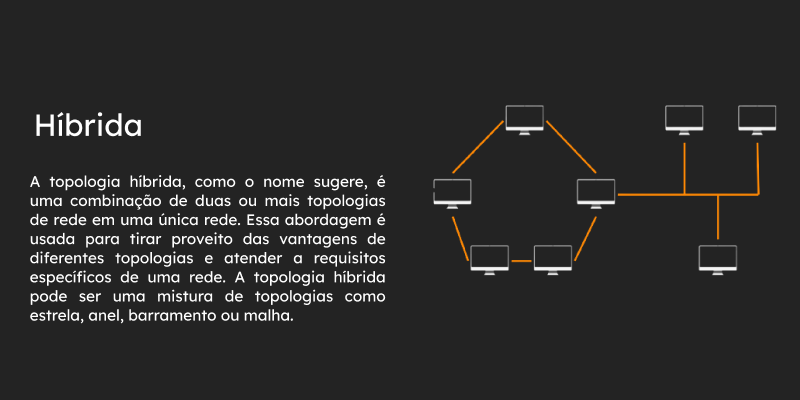 Híbrida
A topologia híbrida, como o nome sugere, é
uma combinação de duas ou mais topologias
de rede em uma única rede. Essa abordagem é
usada para tirar proveito das vantagens de
diferentes topologias e atender a requisitos
específicos de uma rede. A topologia híbrida
pode ser uma mistura de topologias como
estrela, anel, barramento ou malha.